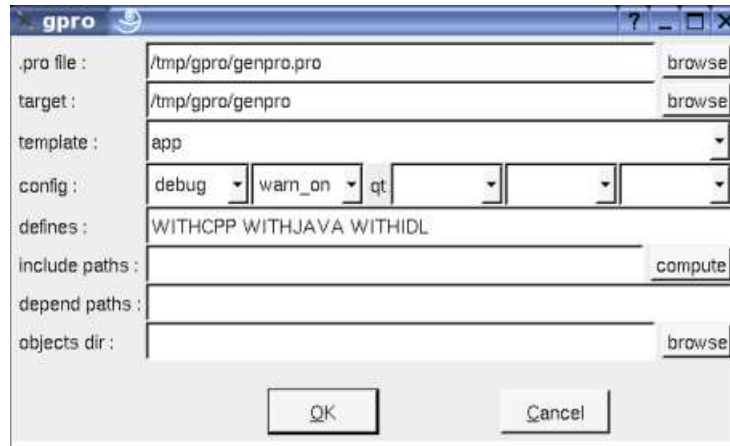 gpro
.pro file : /tmp/gpro/genpro.pro browse
target : /tmp/gpro/genpro browse
template : app
config : debug warn_on qt
defines : WITHCPP WITHJAVA WITHIDL
include paths : compute
depend paths :
objects dir : browse
OK Cancel